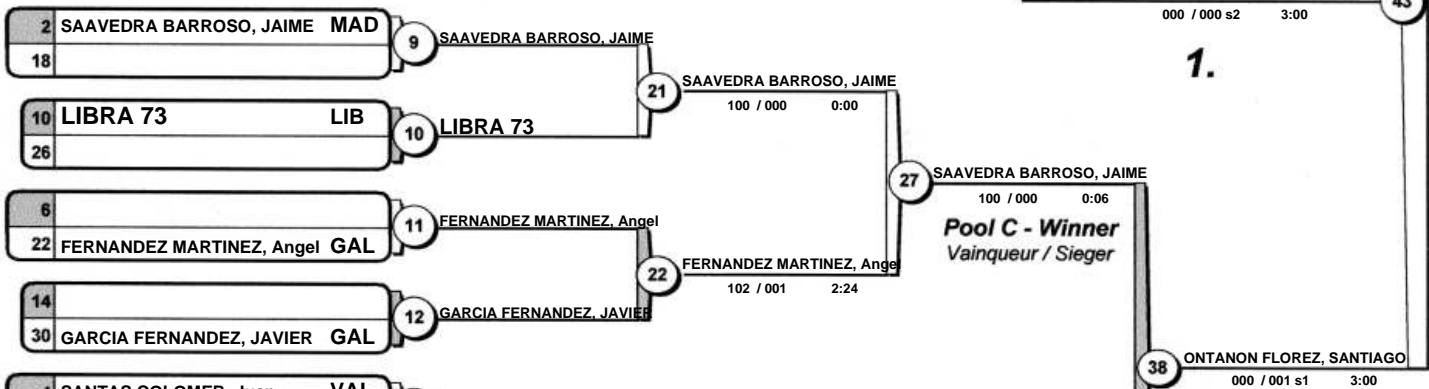 43
000 / 000 s2 3:00
1.
2 SAAVEDRA BARROSO, JAIME MAD
18
9 SAAVEDRA BARROSO, JAIME
21 SAAVEDRA BARROSO, JAIME
100 / 000 0:00
10 LIBRA 73 LIB
26
10 LIBRA 73
27 SAAVEDRA BARROSO, JAIME
100 / 000 0:06
Pool C - Winner
Vainqueur / Sieger
6
22 FERNANDEZ MARTINEZ, Angel GAL
11 FERNANDEZ MARTINEZ, Angel
22 FERNANDEZ MARTINEZ, Angel
102 / 001 2:24
14
30 GARCIA FERNANDEZ, JAVIER GAL
12 GARCIA FERNANDEZ, JAVIER
38 ONTANON FLOREZ, SANTIAGO
000 / 001 s1 3:00
VAL